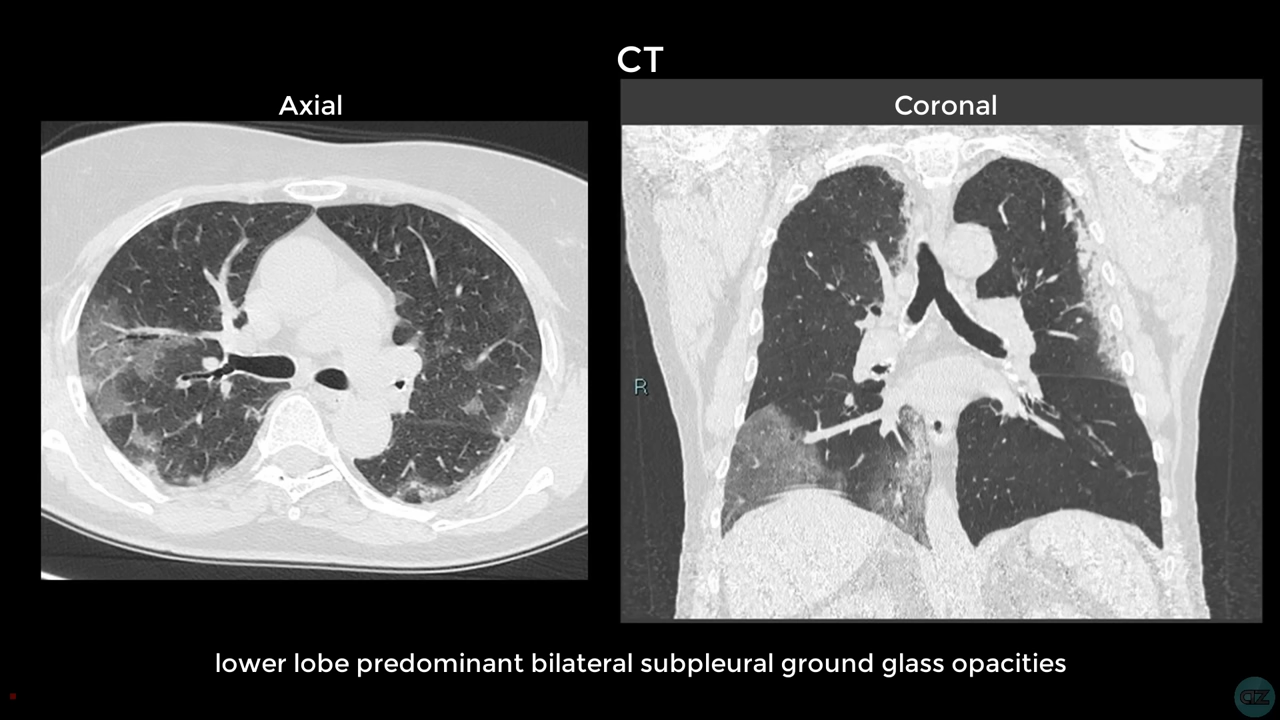 CT
Axial
Coronal
R
lower lobe predominant bilateral subpleural ground glass opacities